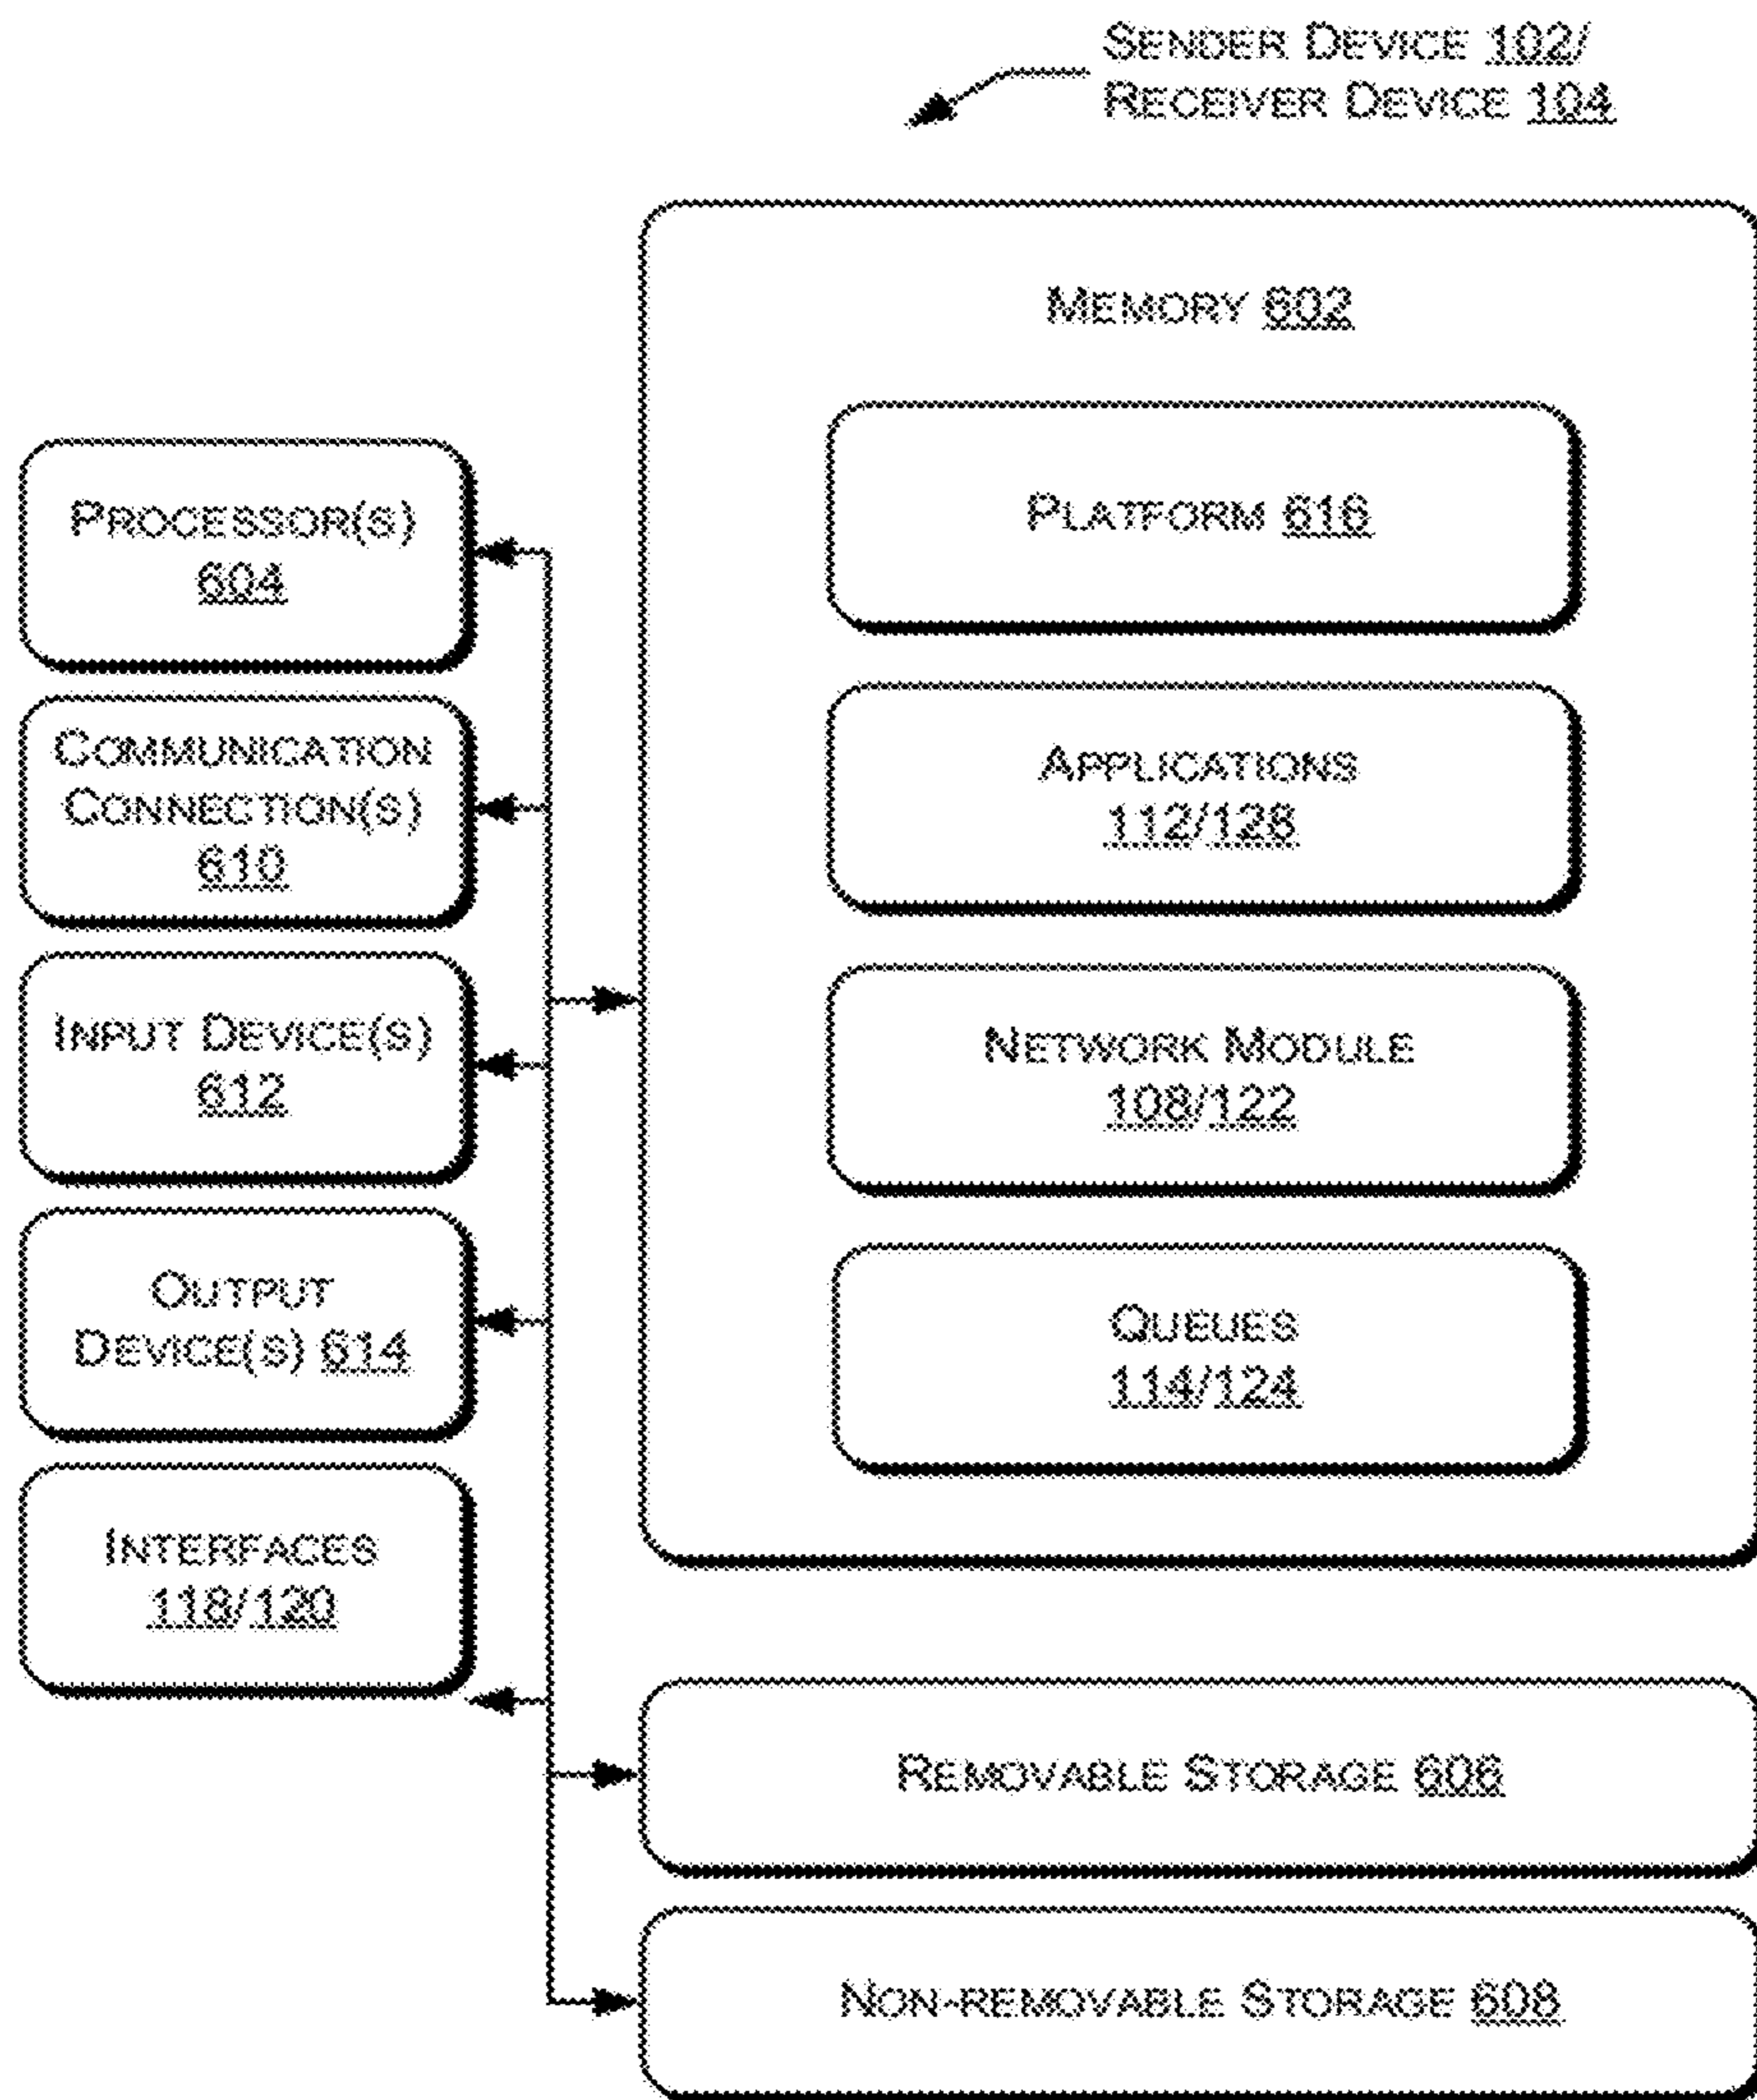 SENDER DEVICE 102/
RECEIVER DEVICE 104
MEMORY 602
PLATFORM 616
APPLICATIONS
112/128
NETWORK MODULE
108/122
QUEUES
114/124
PROCESSOR(S)
604
COMMUNICATION
CONNECTION(S)
610
INPUT DEVICE(S)
612
OUTPUT
DEVICE(S) 614
INTERFACES
118/120
REMOVABLE STORAGE 606
NON-REMOVABLE STORAGE 608